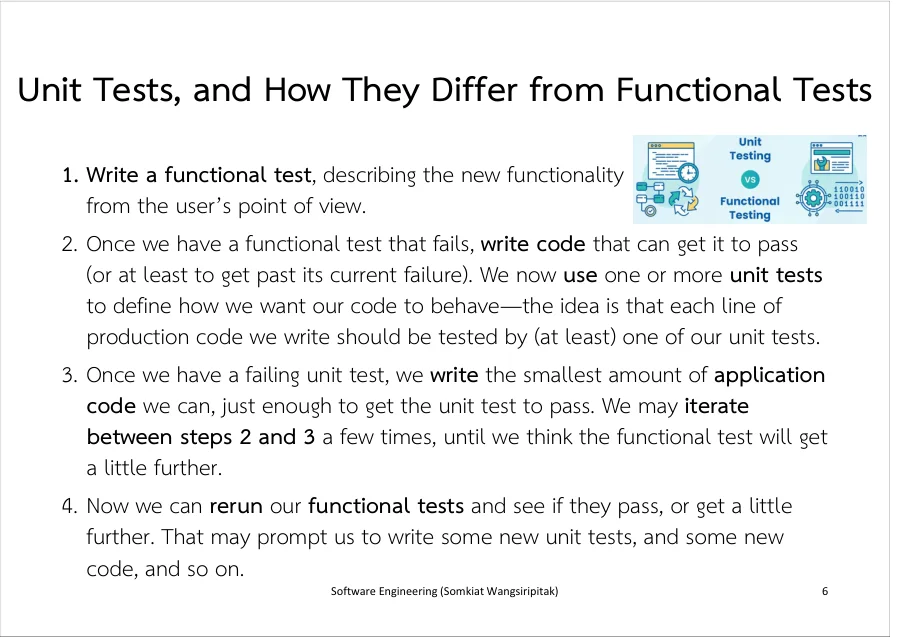 Unit Tests, and How They Differ from Functional Tests
Unit
Testing
VS
Functional
Testing
110010
100110
001111
1. Write a functional test, describing the new functionality
from the user’s point of view.
2. Once we have a functional test that fails, write code that can get it to pass
(or at least to get past its current failure). We now use one or more unit tests
to define how we want our code to behave—the idea is that each line of
production code we write should be tested by (at least) one of our unit tests.
3. Once we have a failing unit test, we write the smallest amount of application
code we can, just enough to get the unit test to pass. We may iterate
between steps 2 and 3 a few times, until we think the functional test will get
a little further.
4. Now we can rerun our functional tests and see if they pass, or get a little
further. That may prompt us to write some new unit tests, and some new
code, and so on.
Software Engineering (Somkiat Wangsiripitak)
6